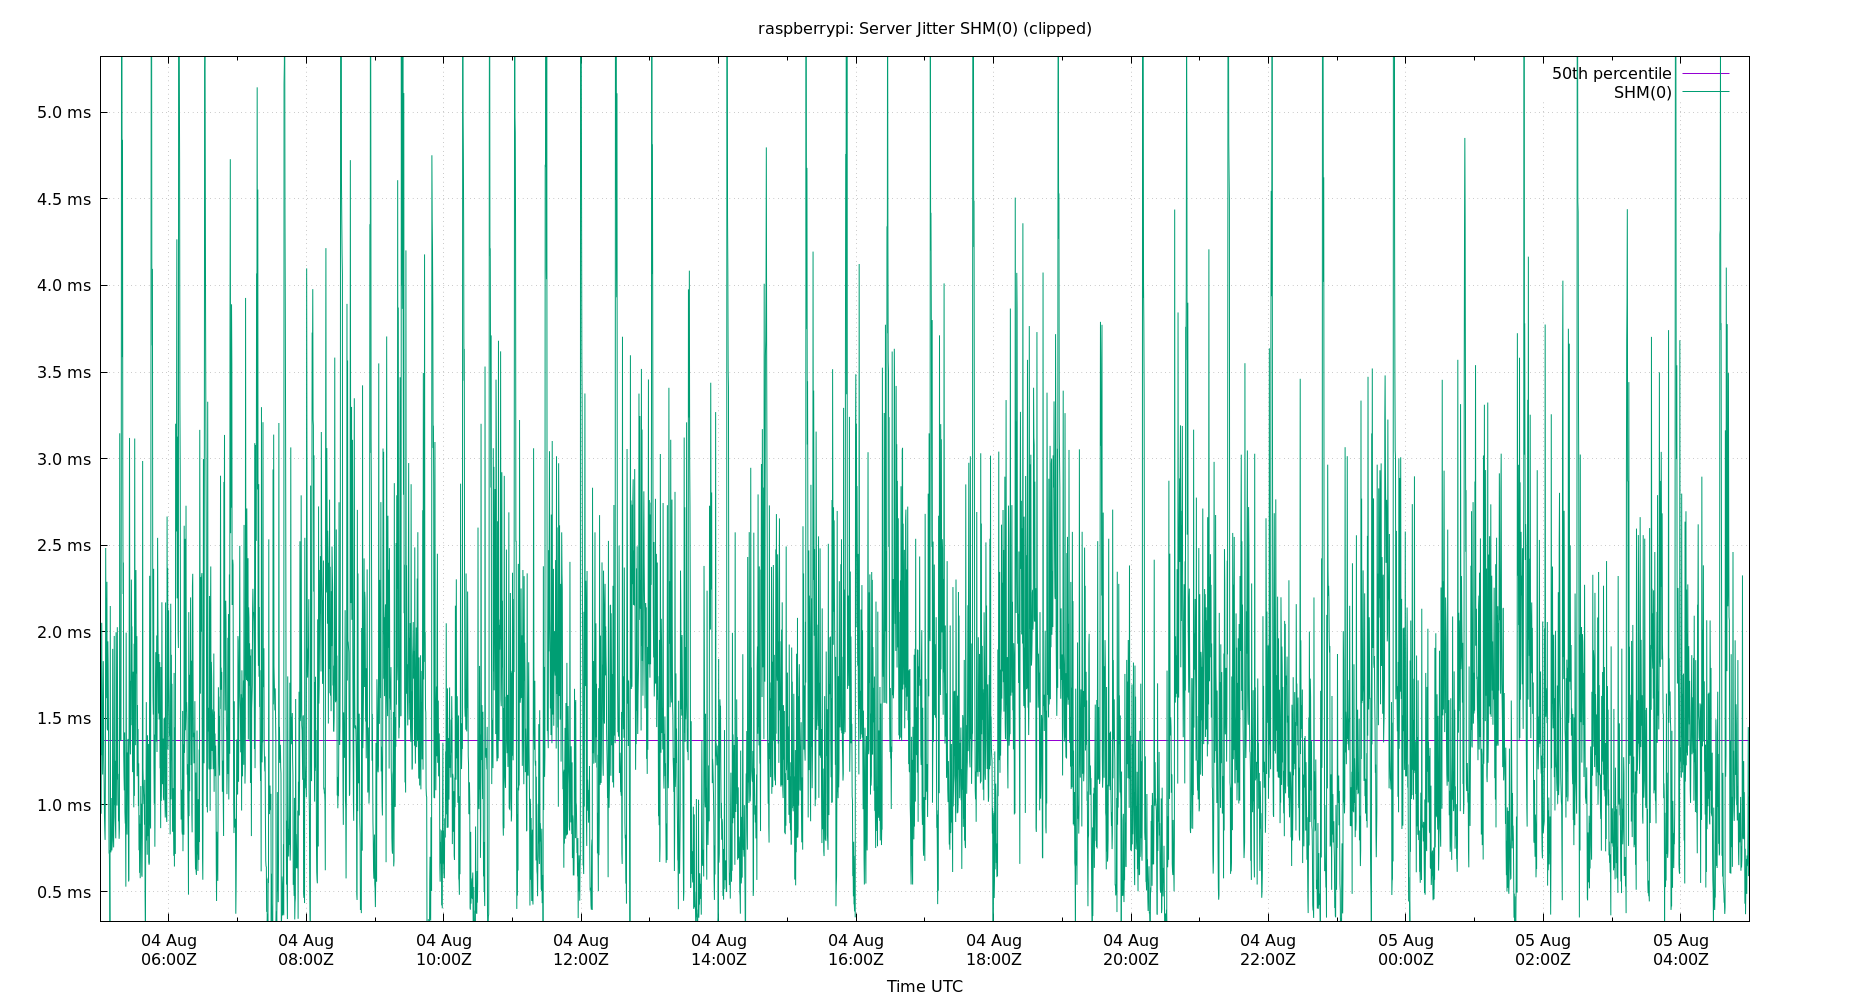 raspberrypi: Server Jitter SHM(0) (clipped)
50th percentile
SHM(0)
5.0 ms
4.5 ms
4.0 ms
3.5 ms
3.0 ms
2.5 ms
2.0 ms
1.5 ms
1.0 ms
0.5 ms
04 Aug 04 Aug 04 Aug 04 Aug 04 Aug 04 Aug 04 Aug 04 Aug 04 Aug 05 Aug 05 Aug 05 Aug
06:00Z 08:00Z 10:00Z 12:00Z 14:00Z 16:00Z 18:00Z 20:00Z 22:00Z 00:00Z 02:00Z 04:00Z
Time UTC